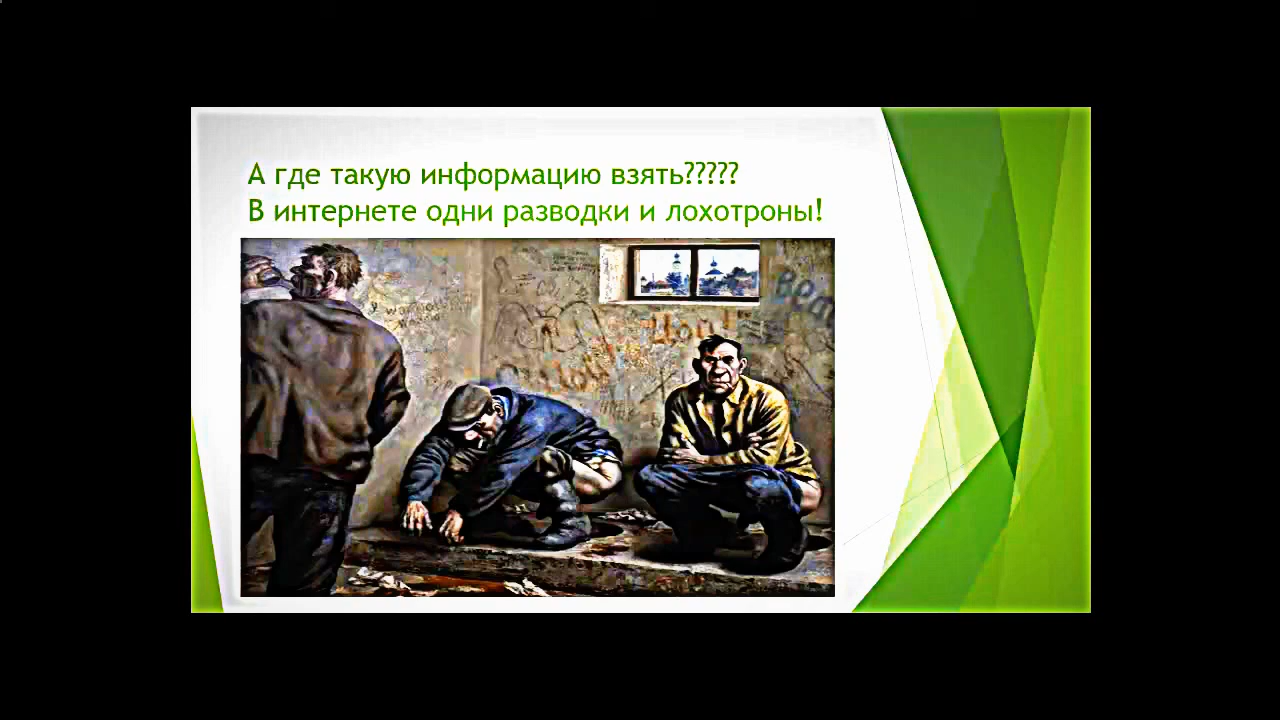 А где такую информацию взять?????
В интернете одни разводки и лохотроны!